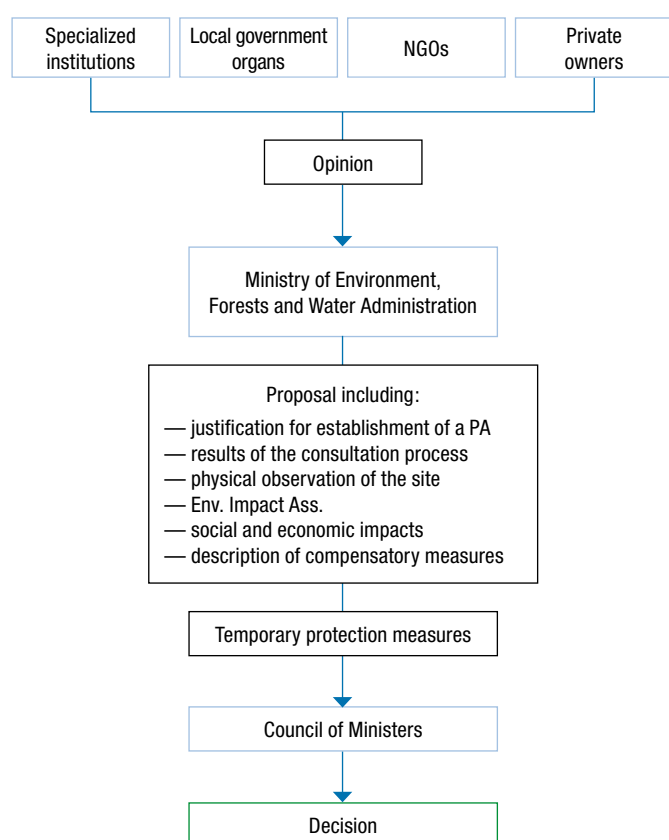 Specialized
institutions
Local government
organs
NGOs
Private
owners
Opinion
Ministry of Environment,
Forests and Water Administration
Proposal including:
— justification for establishment of a PA
— results of the consultation process
— physical observation of the site
— Env. Impact Ass.
— social and economic impacts
— description of compensatory measures
Temporary protection measures
Council of Ministers
Decision